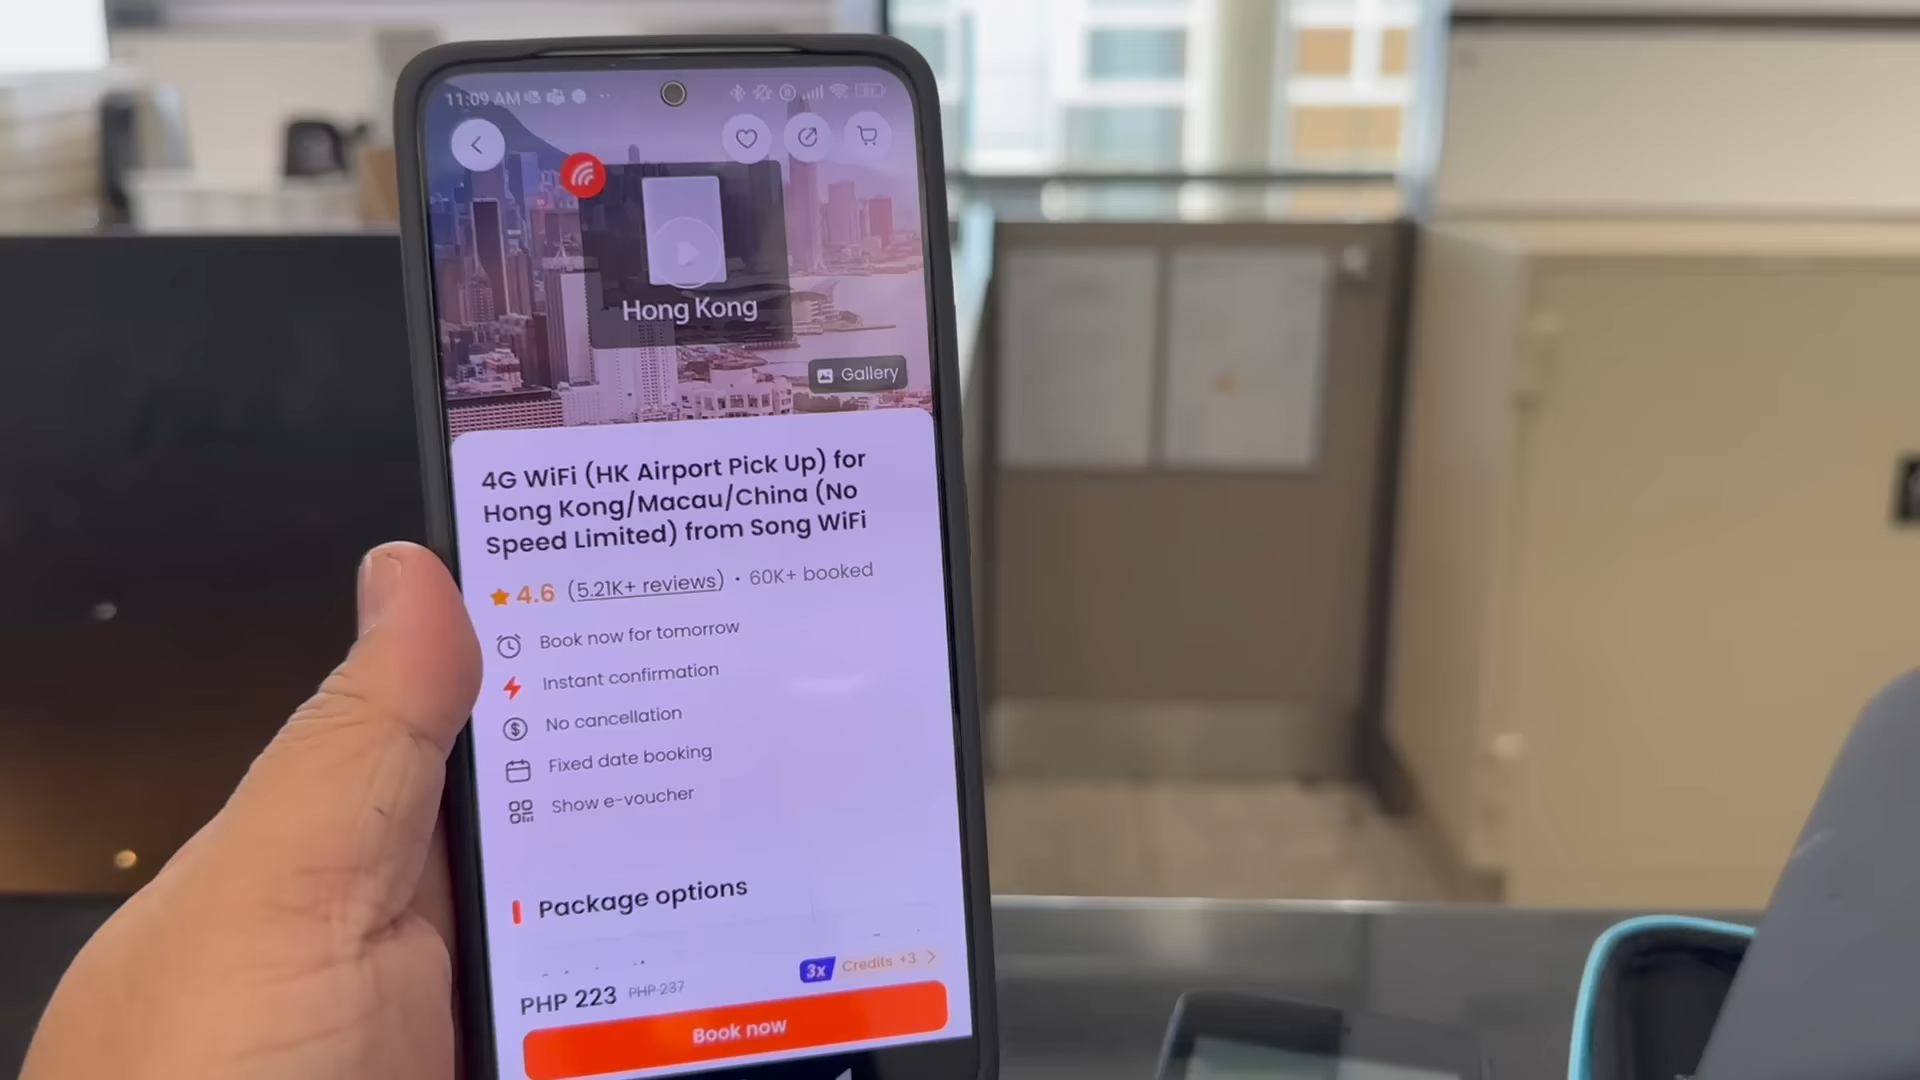 11:09 AM
Hong Kong
Gallery
4G WiFi (HK Airport Pick Up) for
Hong Kong/Macau/China (No
Speed Limited) from Song WiFi
4.6 (5.21K+ reviews) • 60K+ booked
Book now for tomorrow
Instant confirmation
No cancellation
Fixed date booking
Show e-voucher
Package options
3x Credits +3 >
PHP 223 PHP 237
Book now